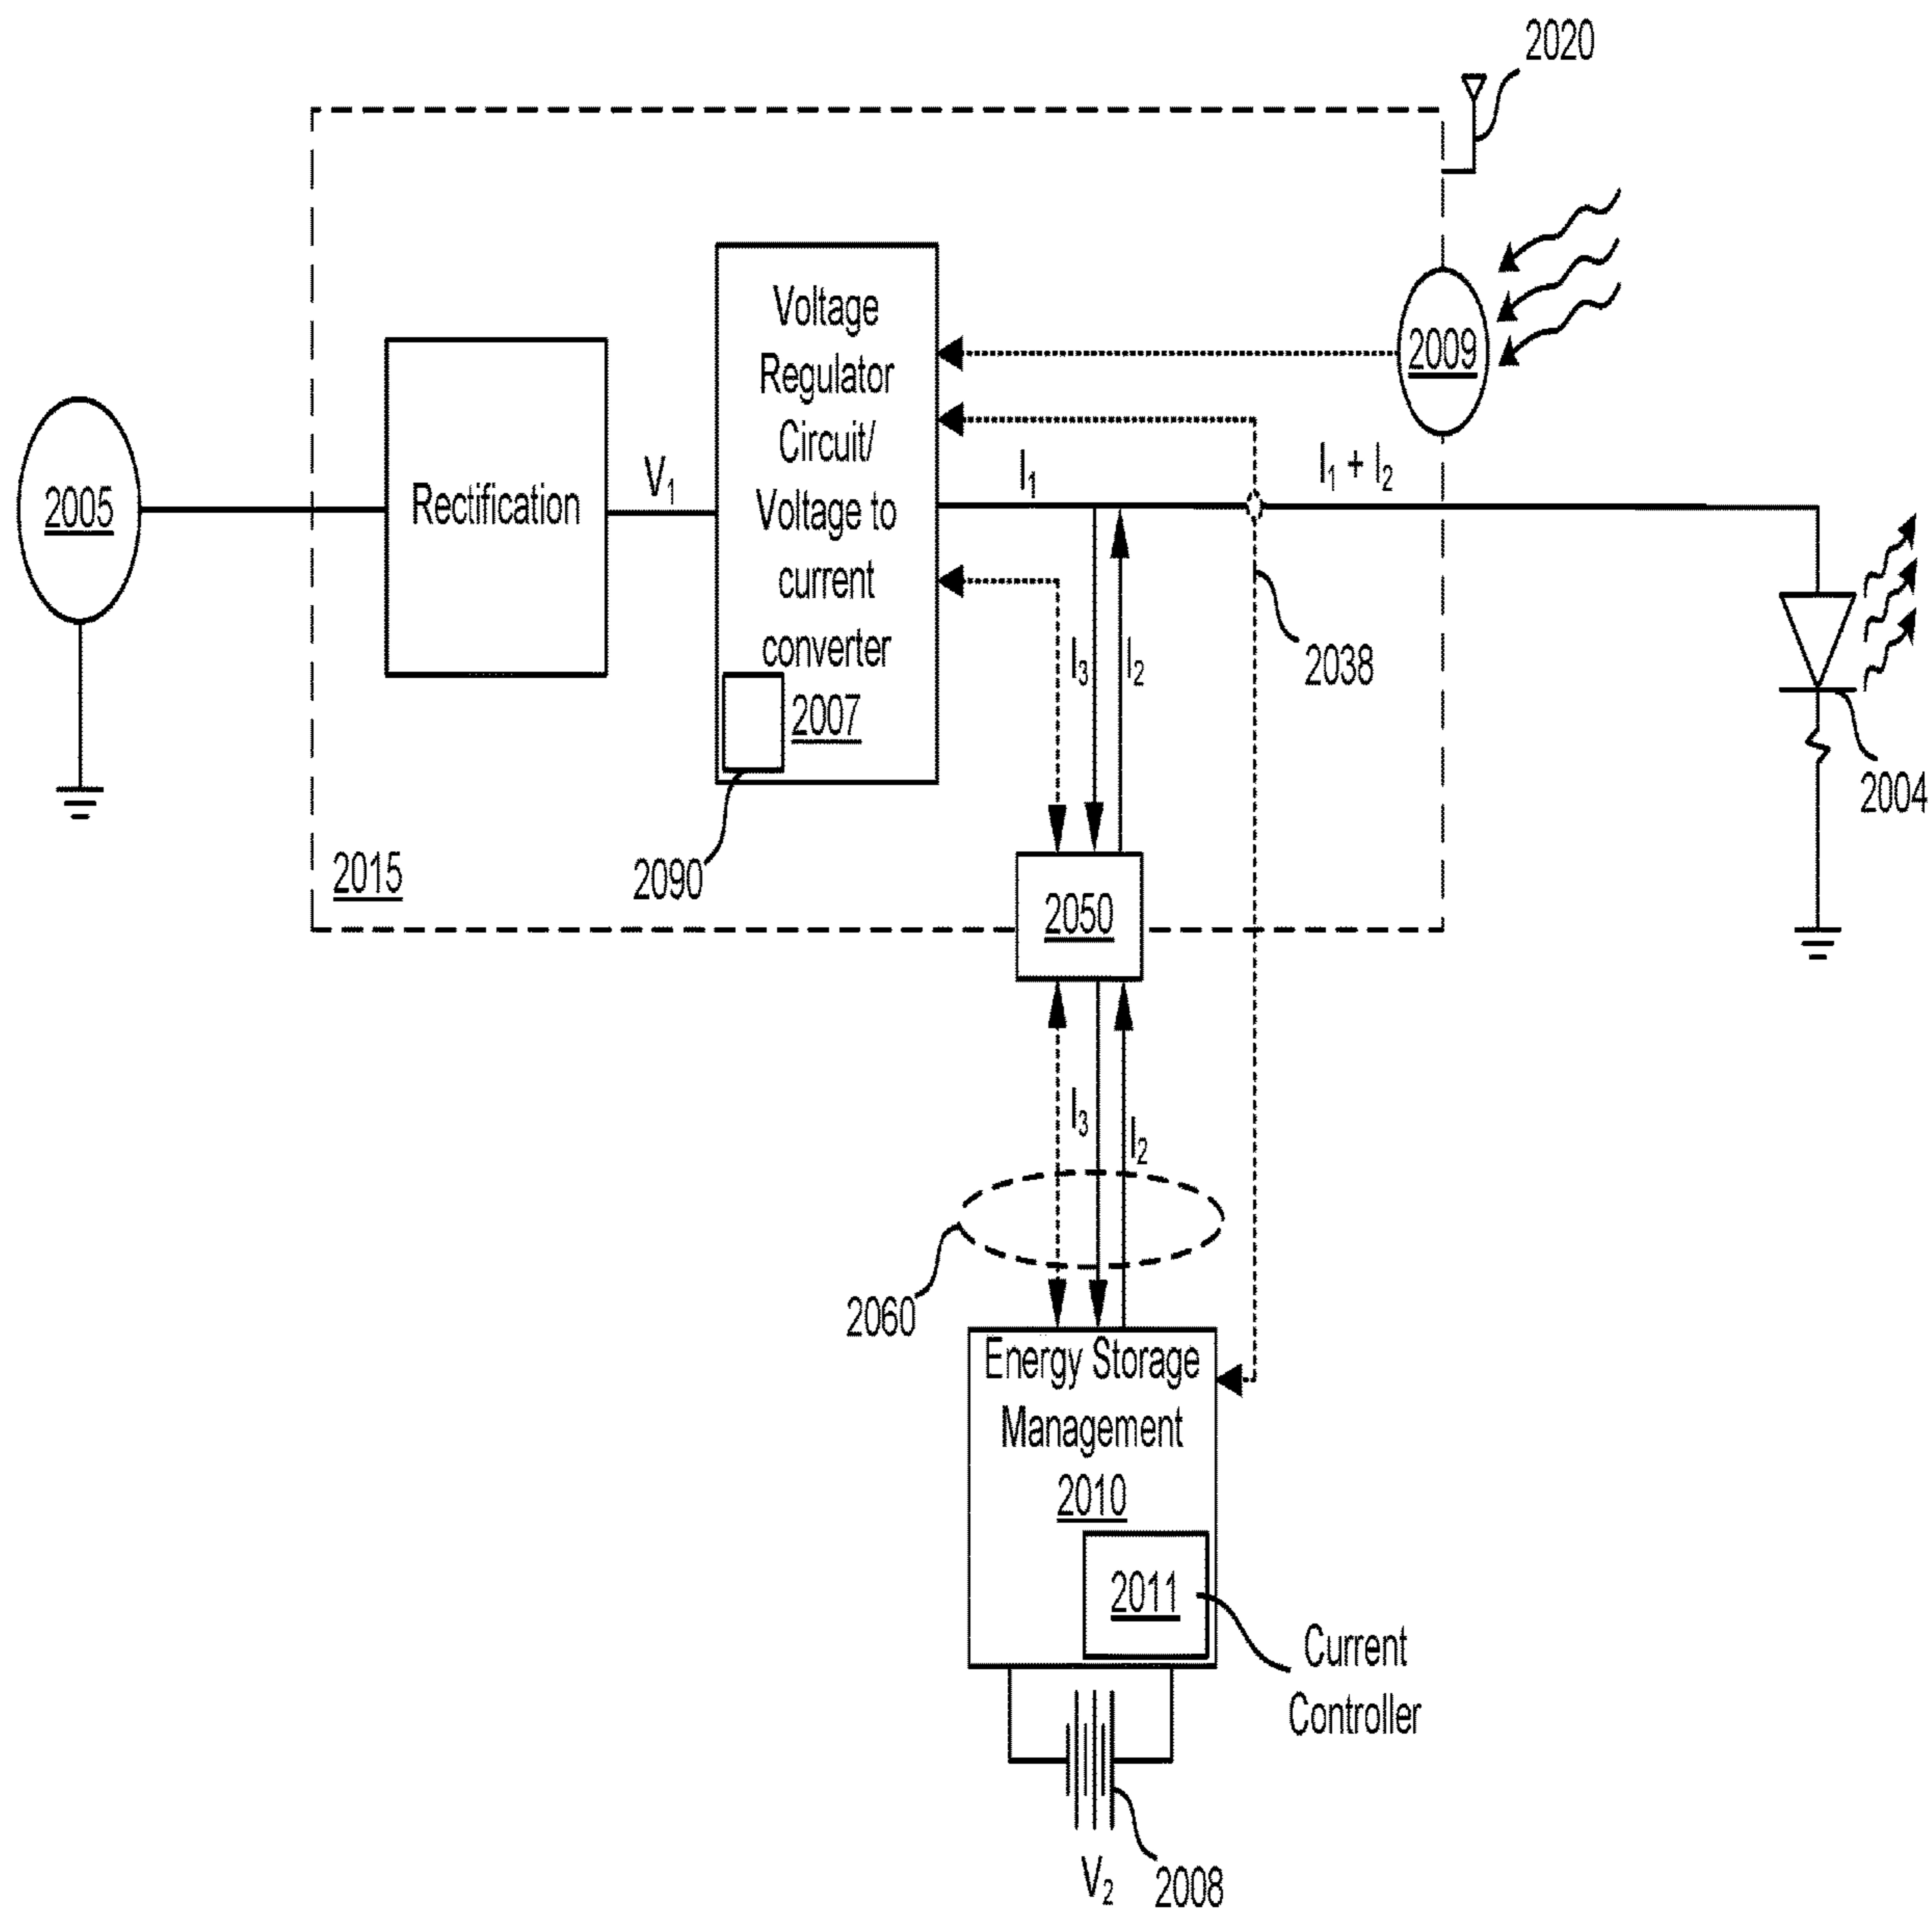 2020
Voltage
Regulator
Circuit/
Voltage to
current
converter
2007
2009
2005
Rectification
V₁
I₁
I₁ + I₂
I₃
I₂
2038
2004
2015
2090
2050
I₃
I₂
2060
Energy Storage
Management
2010
2011
Current
Controller
V₂
2008